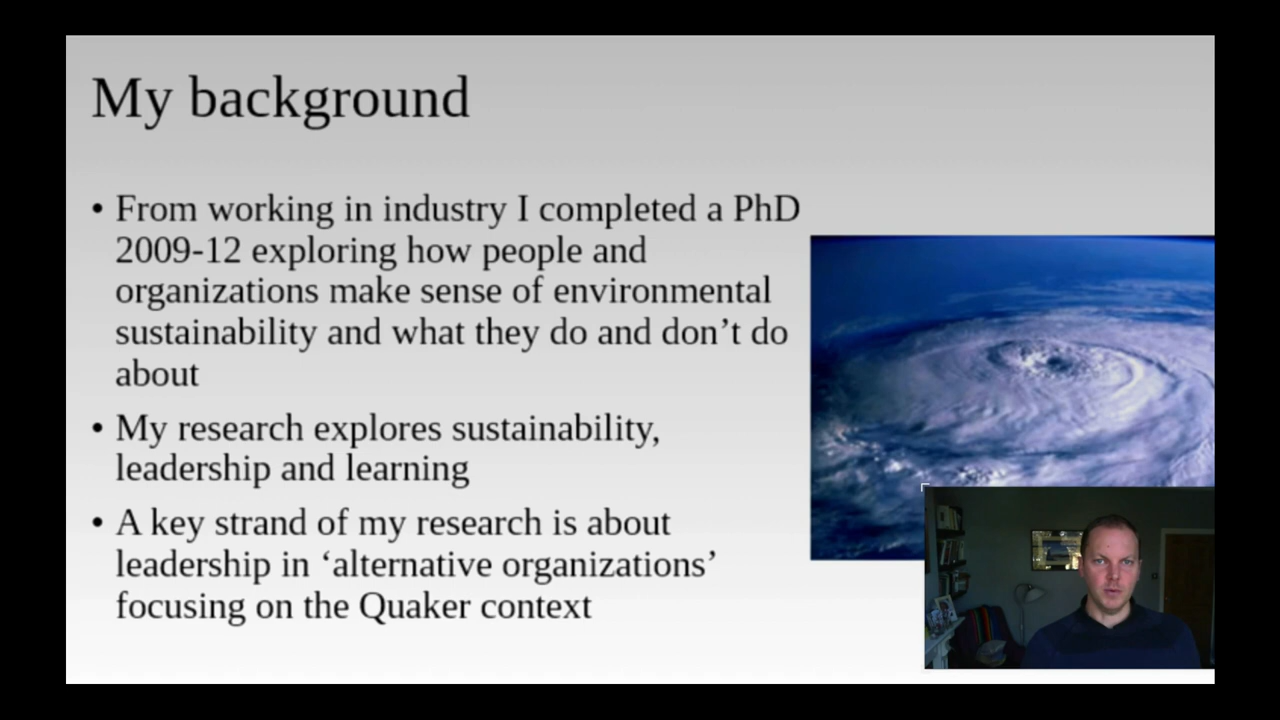 My background
• From working in industry I completed a PhD
2009-12 exploring how people and
organizations make sense of environmental
sustainability and what they do and don’t do
about
• My research explores sustainability,
leadership and learning
• A key strand of my research is about
leadership in ‘alternative organizations’
focusing on the Quaker context